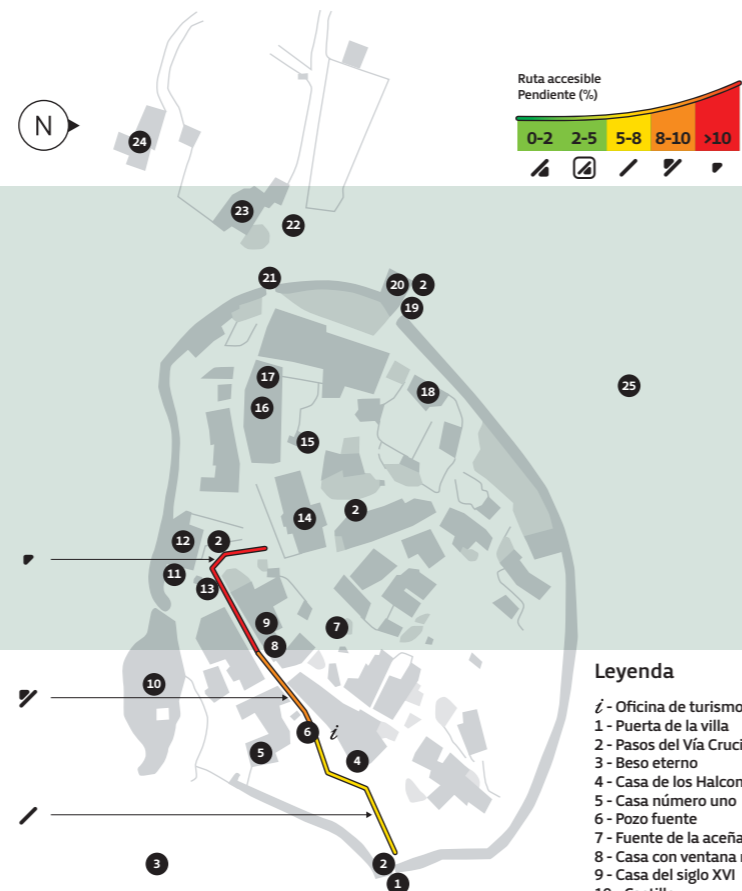 N
Ruta accesible
Pendiente (%)
0-2 2-5 5-8 8-10 >10
24
23
22
21
20 2
19
17
18
25
16
15
14
2
12
2
11
13
9
7
8
10
6 i
5
4
3
2
1
Leyenda
i - Oficina de turismo
1 - Puerta de la villa
2 - Pasos del Vía Cruci
3 - Beso eterno
4 - Casa de los Halcon
5 - Casa número uno
6 - Pozo fuente
7 - Fuente de la aceña
8 - Casa con ventana
9 - Casa del siglo XVI